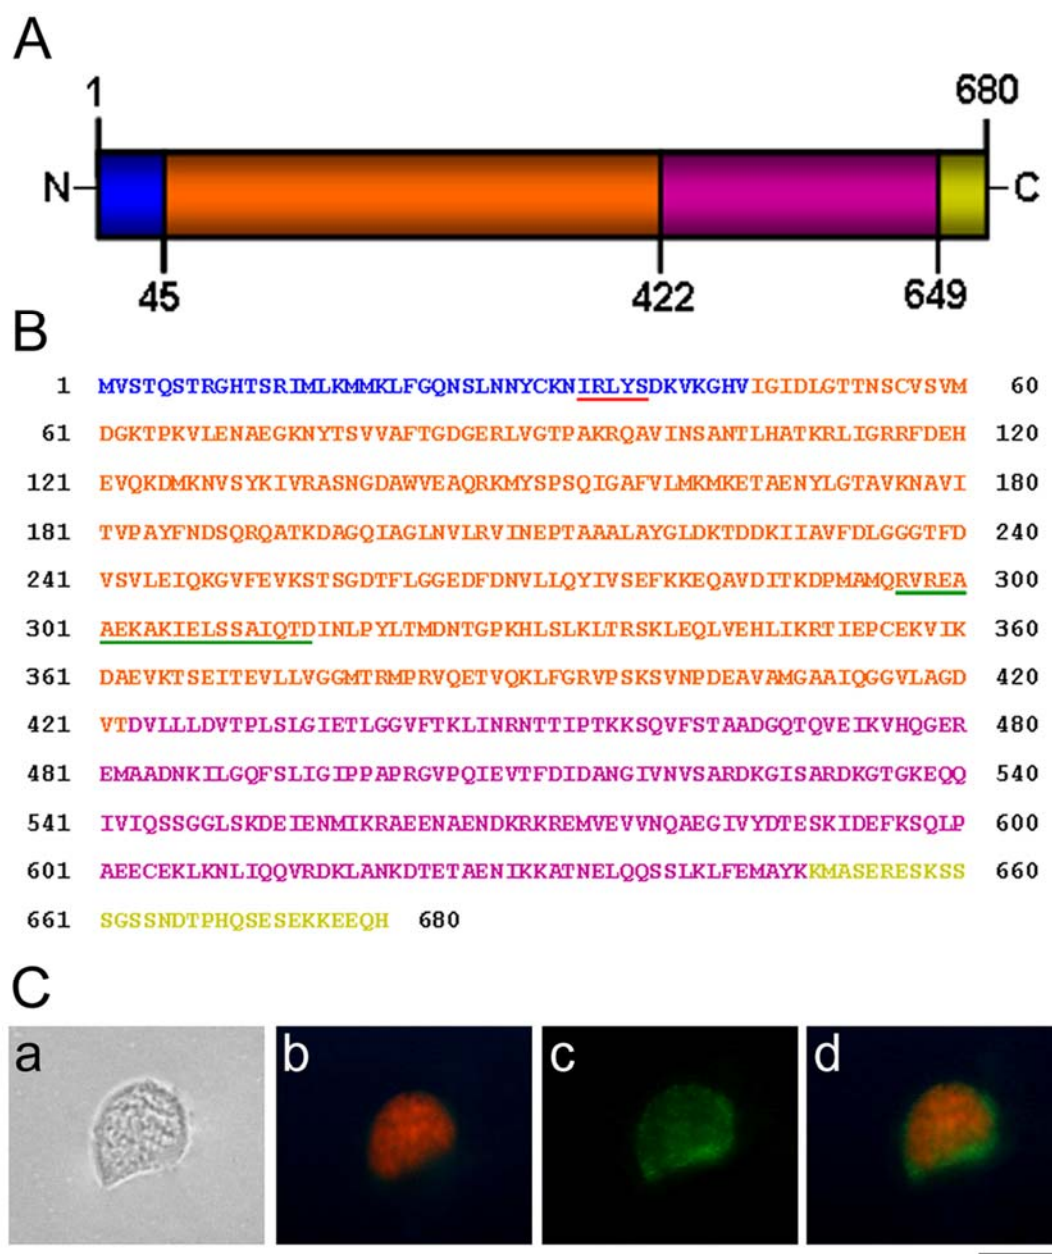 A
1 680
N C
45 422 649
B
1 MVSTQSTRGHTSRIMLKMMKLFGQNSLNNYCKNIRLYSDKVKGHVIGIDLGTTNSCVSVM 60
61 DGKTPKVLENAEGKNYTSVVAFTGDGERLVGTPAKRQAVINSANTLHATKRLIGRRFDEH 120
121 EVQKDMKNVSYKIVRASNGDAWVEAQRKMYSPSQIGAFVLMKMKETAENYLGTAVKNAVI 180
181 TVPAYFNDSQRQATKDAGQIAGLNVLRVINEPTAAALAYGLDKTDDKIIAVFDLGGGTFD 240
241 VSVLEIQKGVFEVKSTSGDTFLGGEDFDNVLLQYIVSEFKKEQAVDITKDPMAMQRVREA 300
301 AEKAKIELSSAIQTDINLPYLTMDNTGPKHLSLKLTRSKLEQLVEHLIKRTIEPCEKVIK 360
361 DAEVKTSEITEVLLVGGMTRMPRVQETVQKLFGRVPSKSVNPDEAVAMGAAIQGGVLAGD 420
421 VTDVLLLDVTPLSLGIETLGGVFTKLINRNTTIPTKKSQVFSTAADGQTQVEIKVHQGER 480
481 EMAADNKILGQFSLIGIPPAPRGVPQIEVTFDIDANGIVNVSARDKGISARDKGTGKEQQ 540
541 IVIQSSGGLSKDEIENMIKRAEENAENDKRKREMVEVVNQAEGIVYDTESKIDEFKSQLP 600
601 AEECEKLKNLIQQVRDKLANKDTETAENIKKATNELQQSSLKLFEMAYKKMASERESKSS 660
661 SGSSNDTPHQSESEKKEEQH 680
C
a b c d